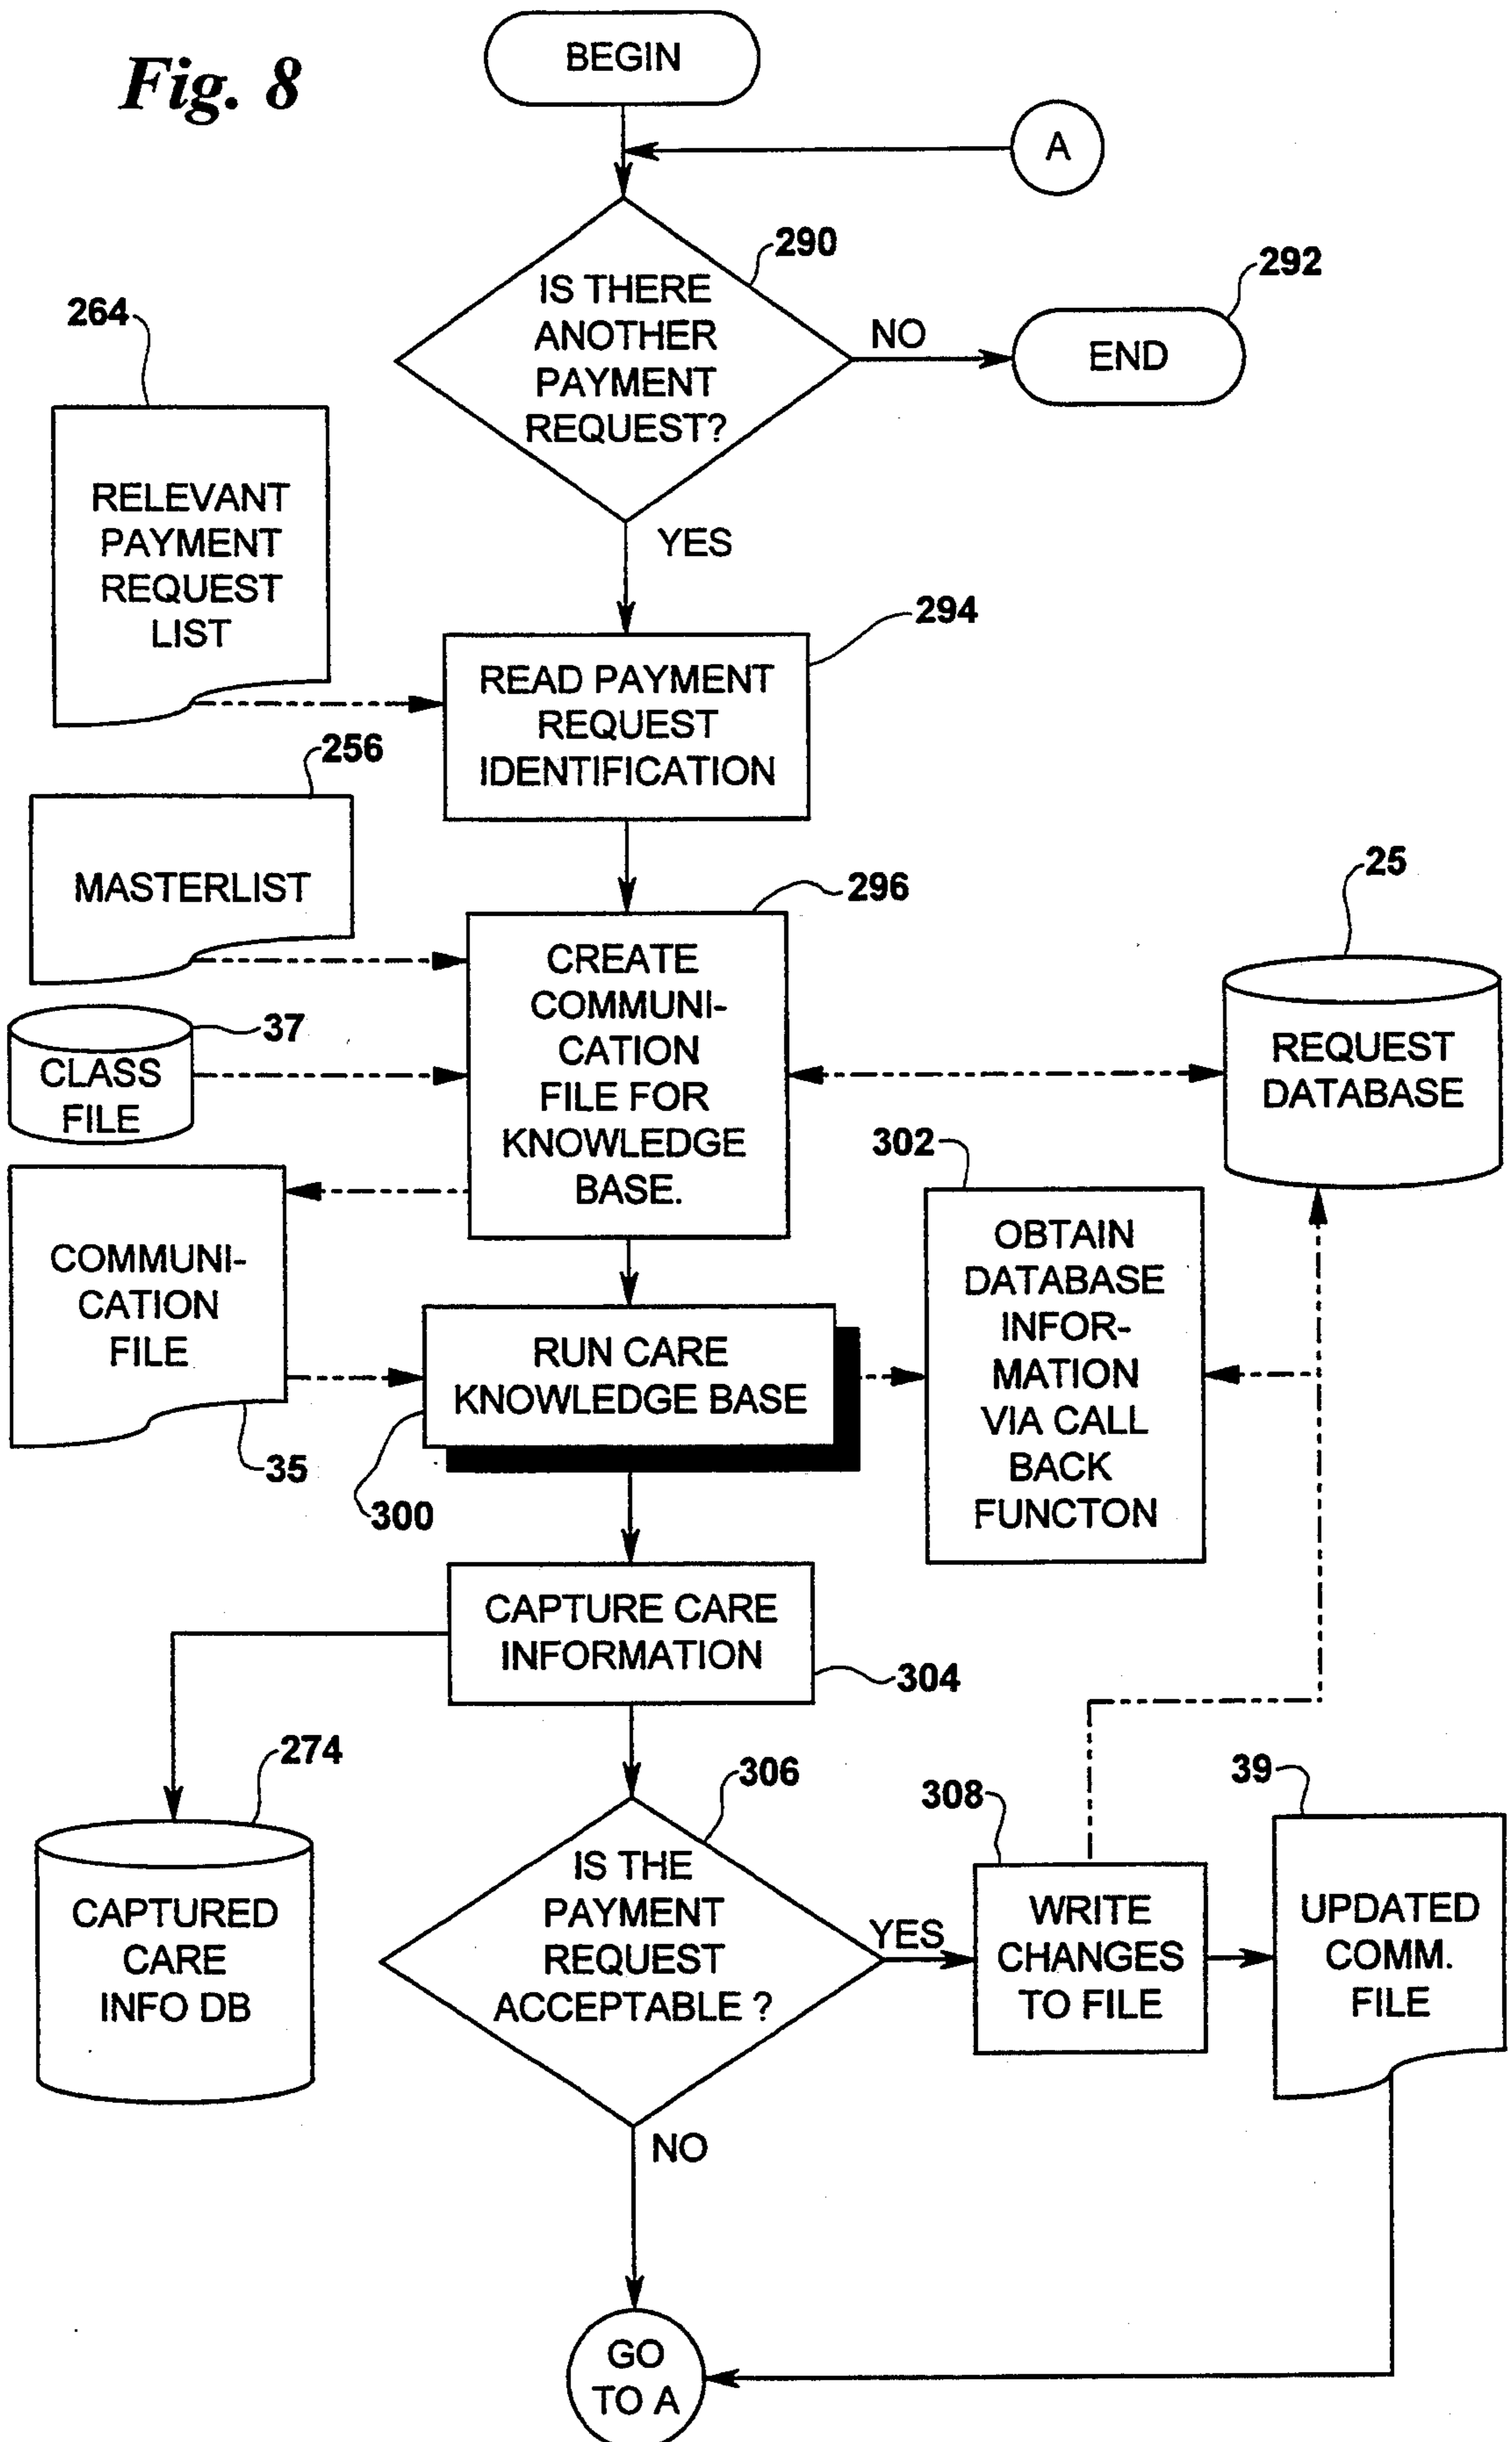 Fig. 8
BEGIN
A
290
IS THERE
ANOTHER
PAYMENT
REQUEST?
NO
292
END
264
RELEVANT
PAYMENT
REQUEST
LIST
YES
294
READ PAYMENT
REQUEST
IDENTIFICATION
256
MASTERLIST
296
CREATE
COMMUNI-
CATION
FILE FOR
KNOWLEDGE
BASE.
25
REQUEST
DATABASE
37
CLASS
FILE
COMMUNI-
CATION
FILE
35
302
OBTAIN
DATABASE
INFOR-
MATION
VIA CALL
BACK
FUNCTON
RUN CARE
KNOWLEDGE BASE
300
CAPTURE CARE
INFORMATION
304
274
CAPTURED
CARE
INFO DB
306
IS THE
PAYMENT
REQUEST
ACCEPTABLE ?
YES
308
WRITE
CHANGES
TO FILE
39
UPDATED
COMM.
FILE
NO
GO
TO A